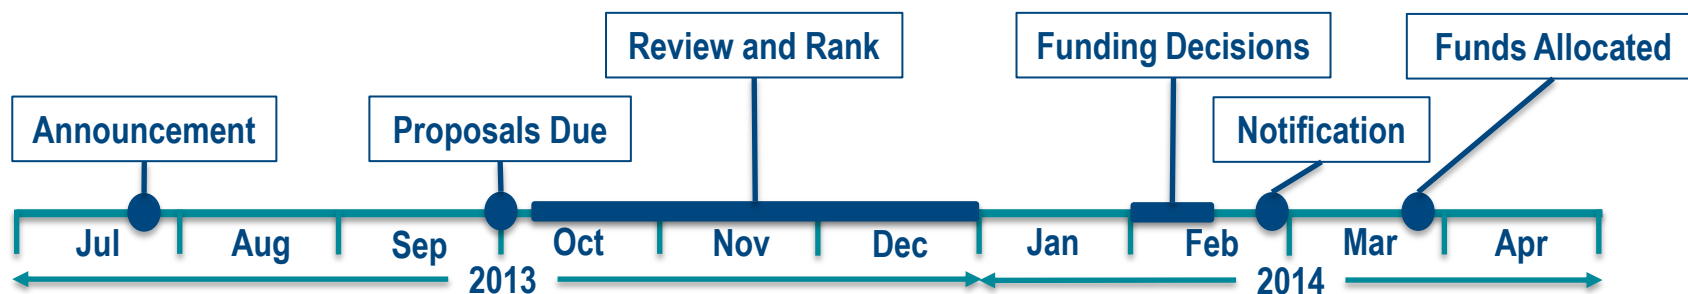 Review and Rank
Funding Decisions
Funds Allocated
Announcement
Proposals Due
Notification
Jul
Aug
Sep
Oct
Nov
Dec
Jan
Feb
Mar
Apr
2013
2014